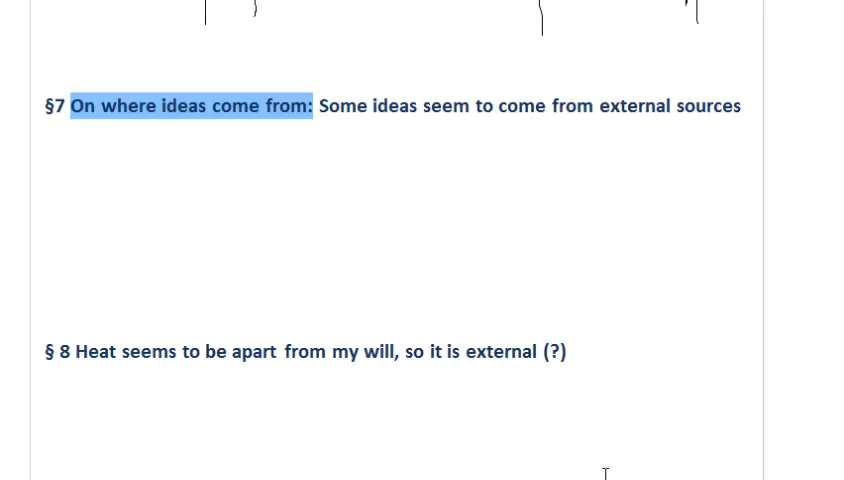 §7 On where ideas come from: Some ideas seem to come from external sources
§ 8 Heat seems to be apart from my will, so it is external (?)